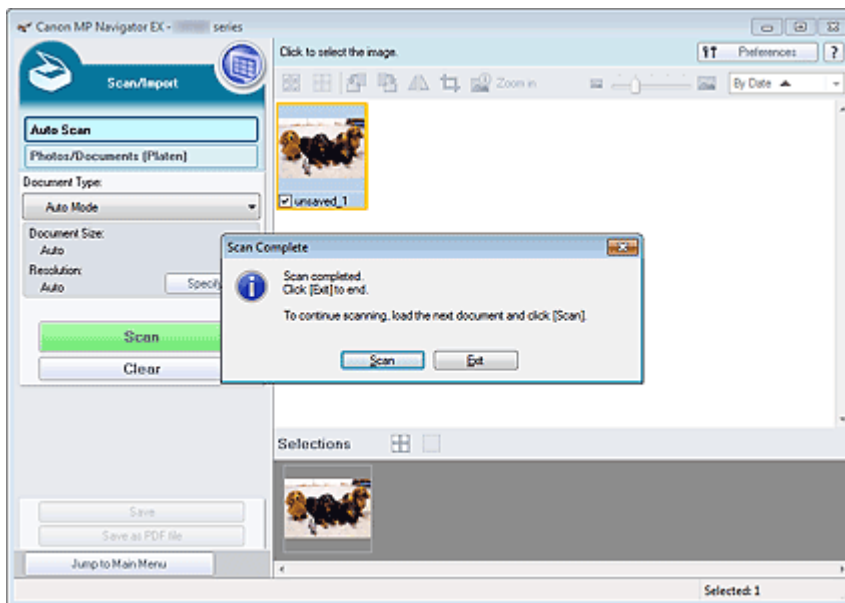 Canon MP Navigator EX - series
Scan/Import
Click to select the image.
Preferences
?
Zoom in
By Date
Auto Scan
Photos/Documents (Platen)
Document Type:
Auto Mode
Document Size:
Auto
Resolution:
Auto
Specify
Scan
Clear
unsaved_1
Scan Complete
Scan completed.
Click [Exit] to end.
To continue scanning, load the next document and click [Scan].
Scan
Exit
Selections
Save
Save as PDF file
Jump to Main Menu
Selected: 1